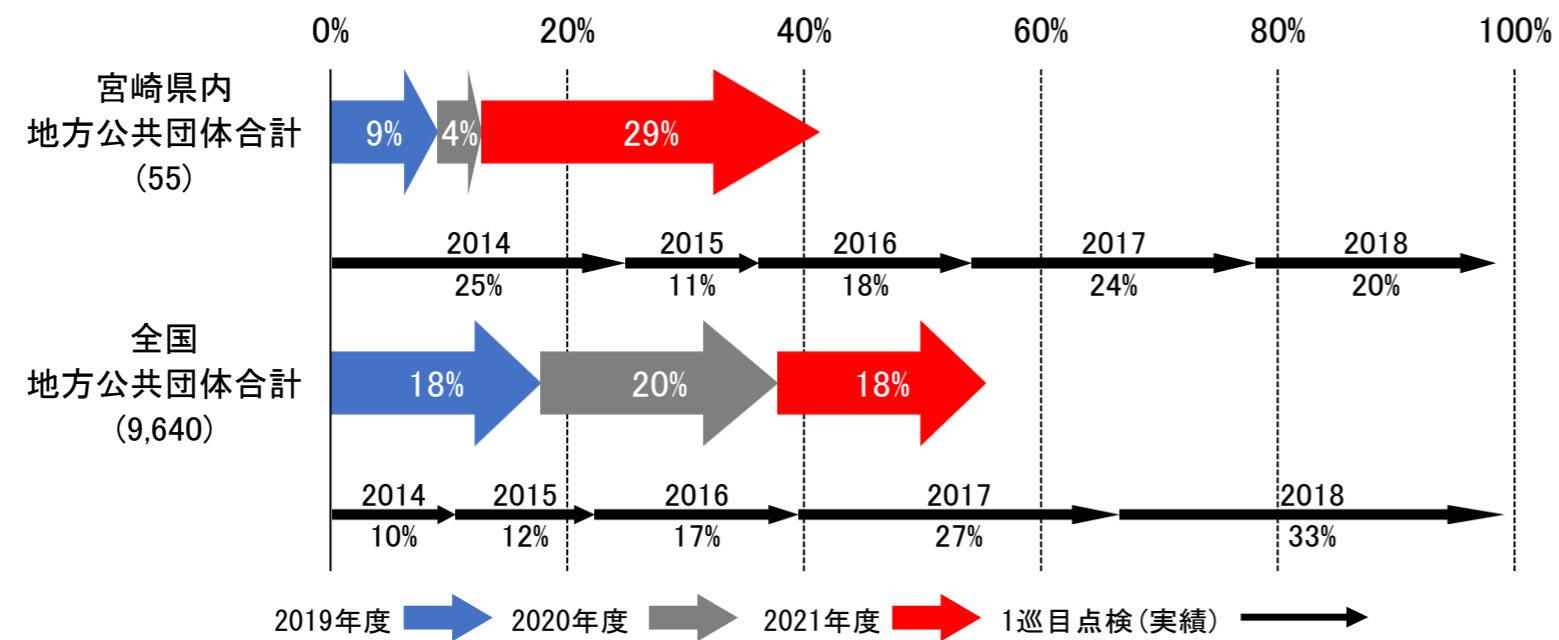 0% 20% 40% 60% 80% 100%
宮崎県内
地方公共団体合計
(55)
9% 4% 29%
2014 2015 2016 2017 2018
25% 11% 18% 24% 20%
全国
地方公共団体合計
(9,640)
18% 20% 18%
2014 2015 2016 2017 2018
10% 12% 17% 27% 33%
2019年度 2020年度 2021年度 1巡目点検(実績)